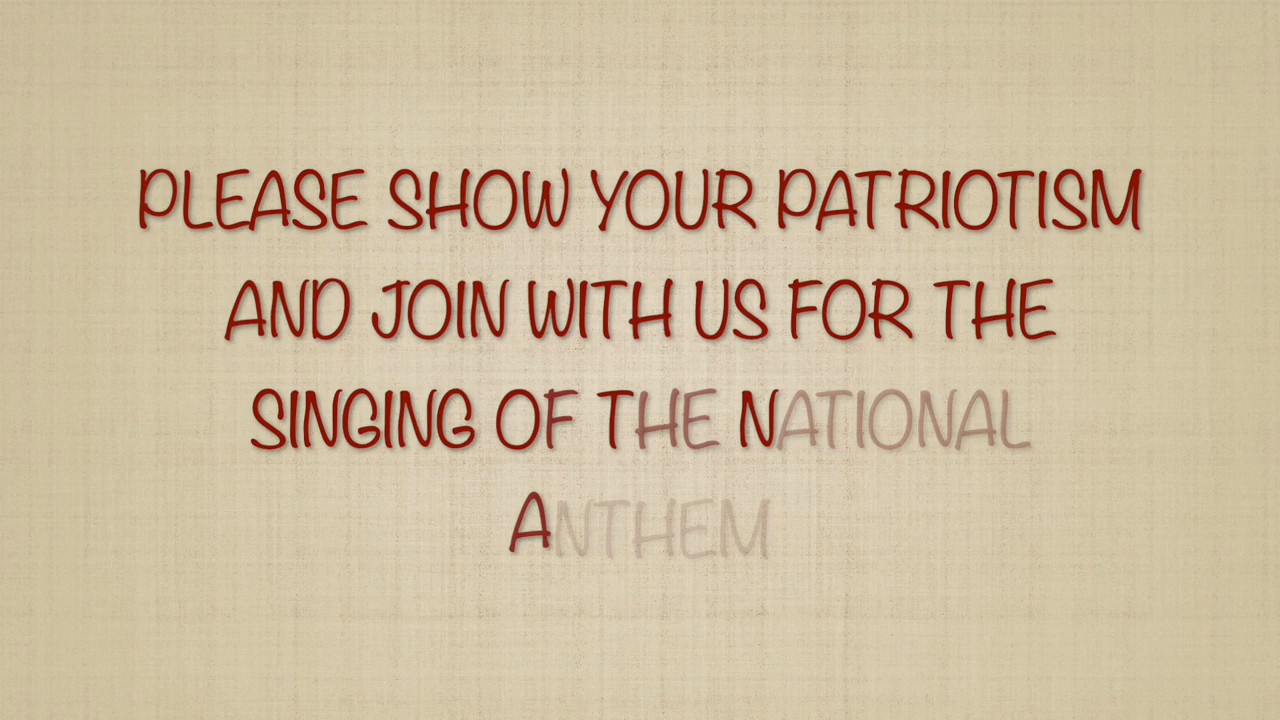 PLEASE SHOW YOUR PATRIOTISM
AND JOIN WITH US FOR THE
SINGING OF THE NATIONAL
ANTHEM